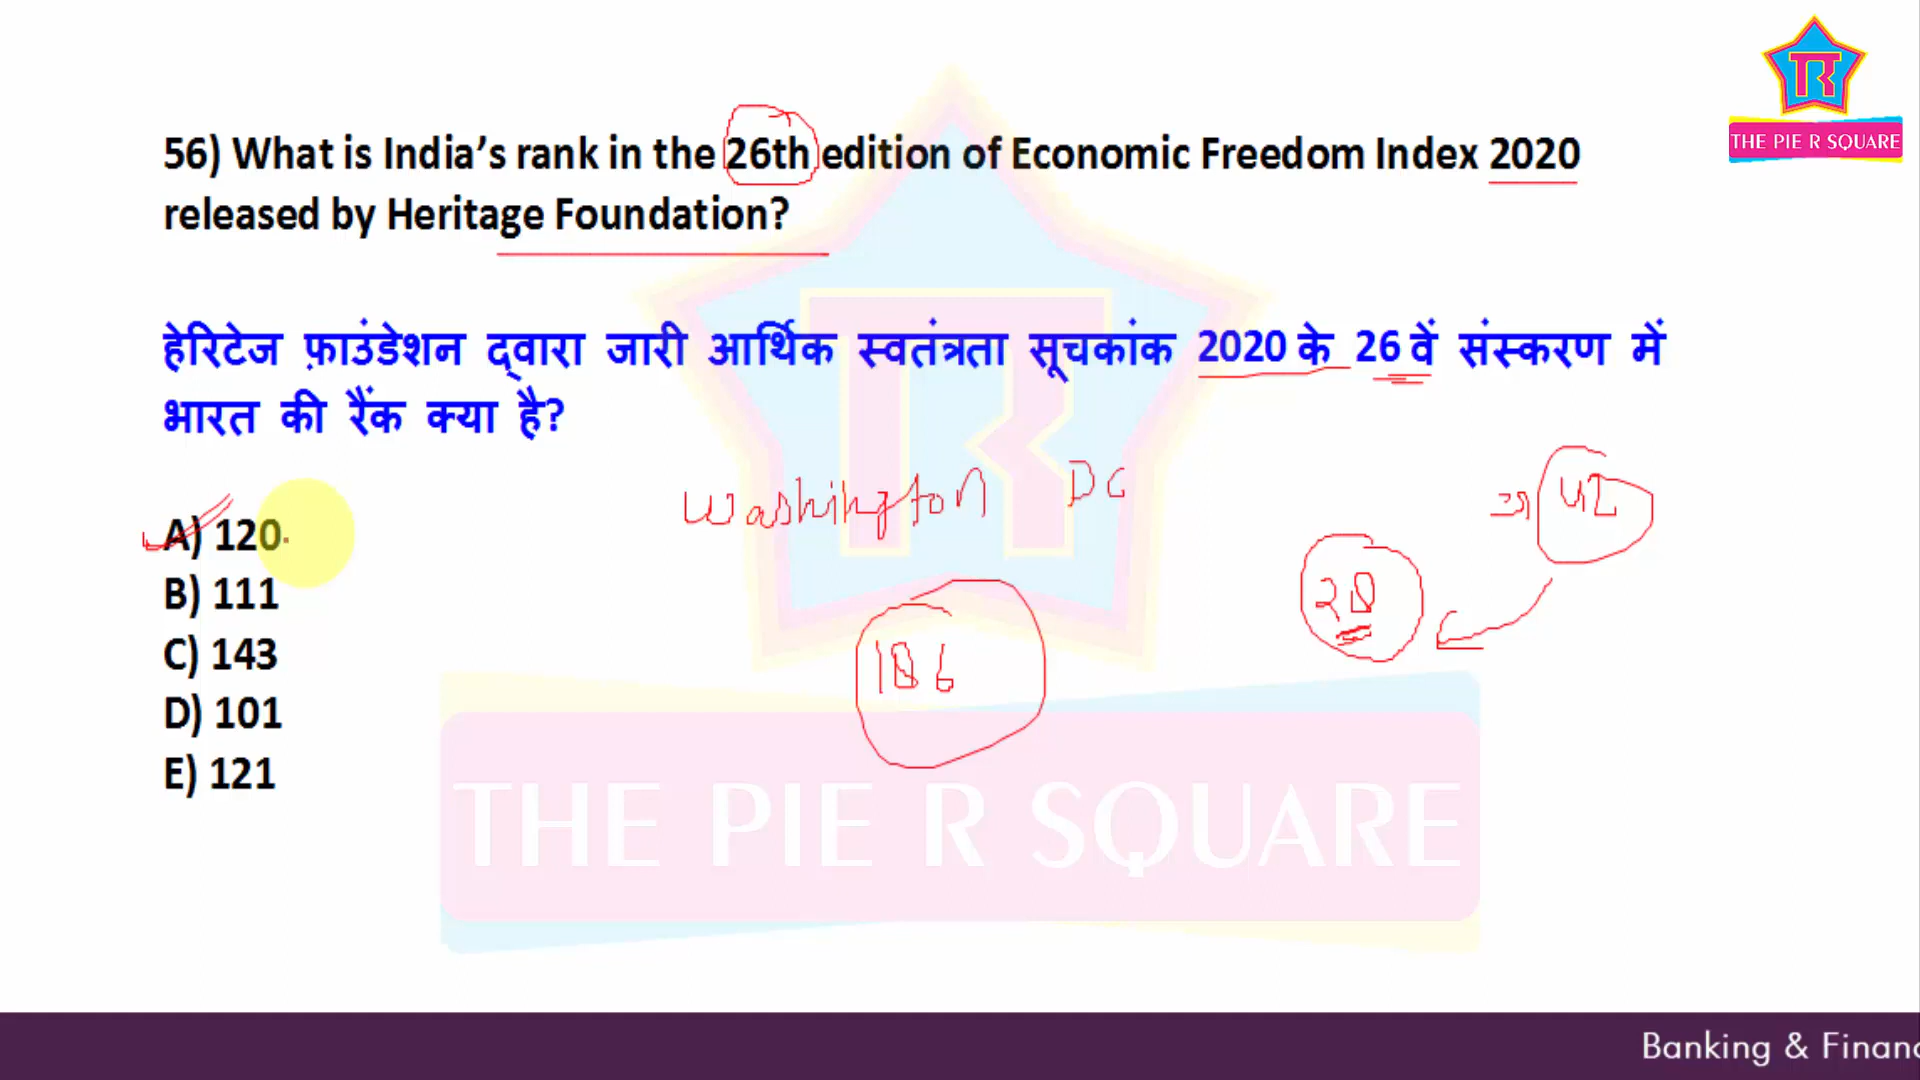 THE PIE R SQUARE
56) What is India’s rank in the 26th edition of Economic Freedom Index 2020
released by Heritage Foundation?
हेरिटेज फ़ाउंडेशन द्वारा जारी आर्थिक स्वतंत्रता सूचकांक 2020 के 26 वें संस्करण में
भारत की रैंक क्या है?
Washington DC
42
A) 120
B) 111
C) 143
D) 101
E) 121
186
THE PIE R SQUARE
Banking &